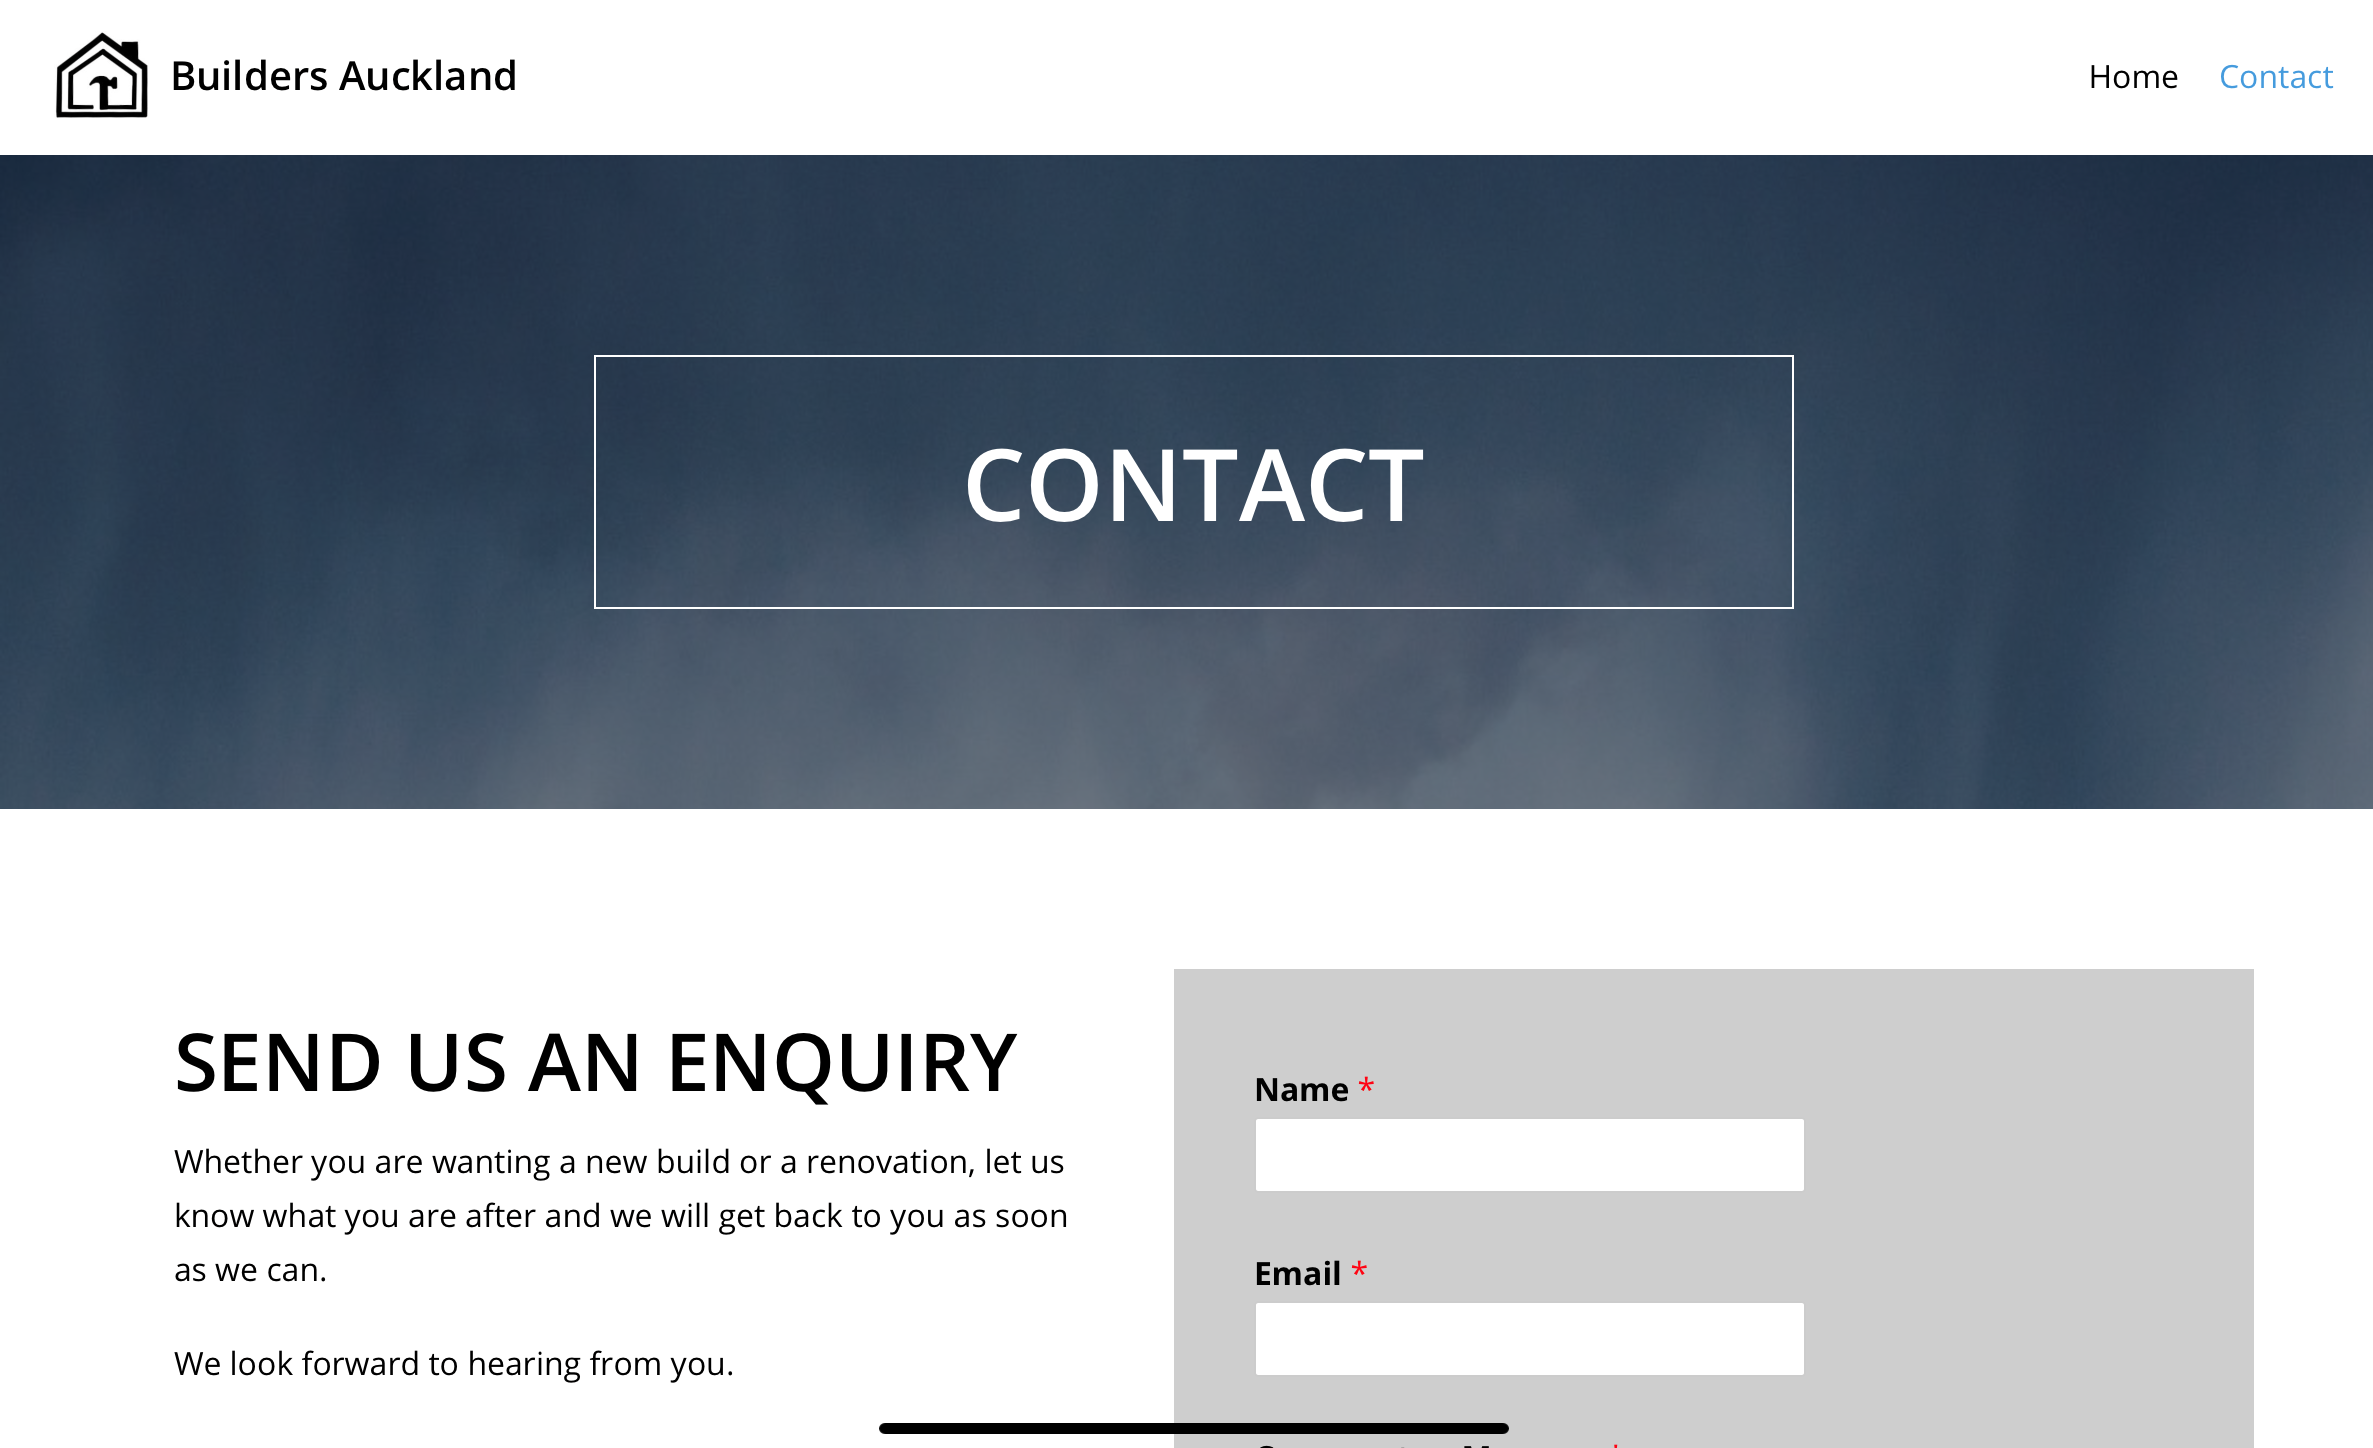 Builders Auckland
Home Contact
CONTACT
SEND US AN ENQUIRY
Whether you are wanting a new build or a renovation, let us
know what you are after and we will get back to you as soon
as we can.
We look forward to hearing from you.
Name *
Email *